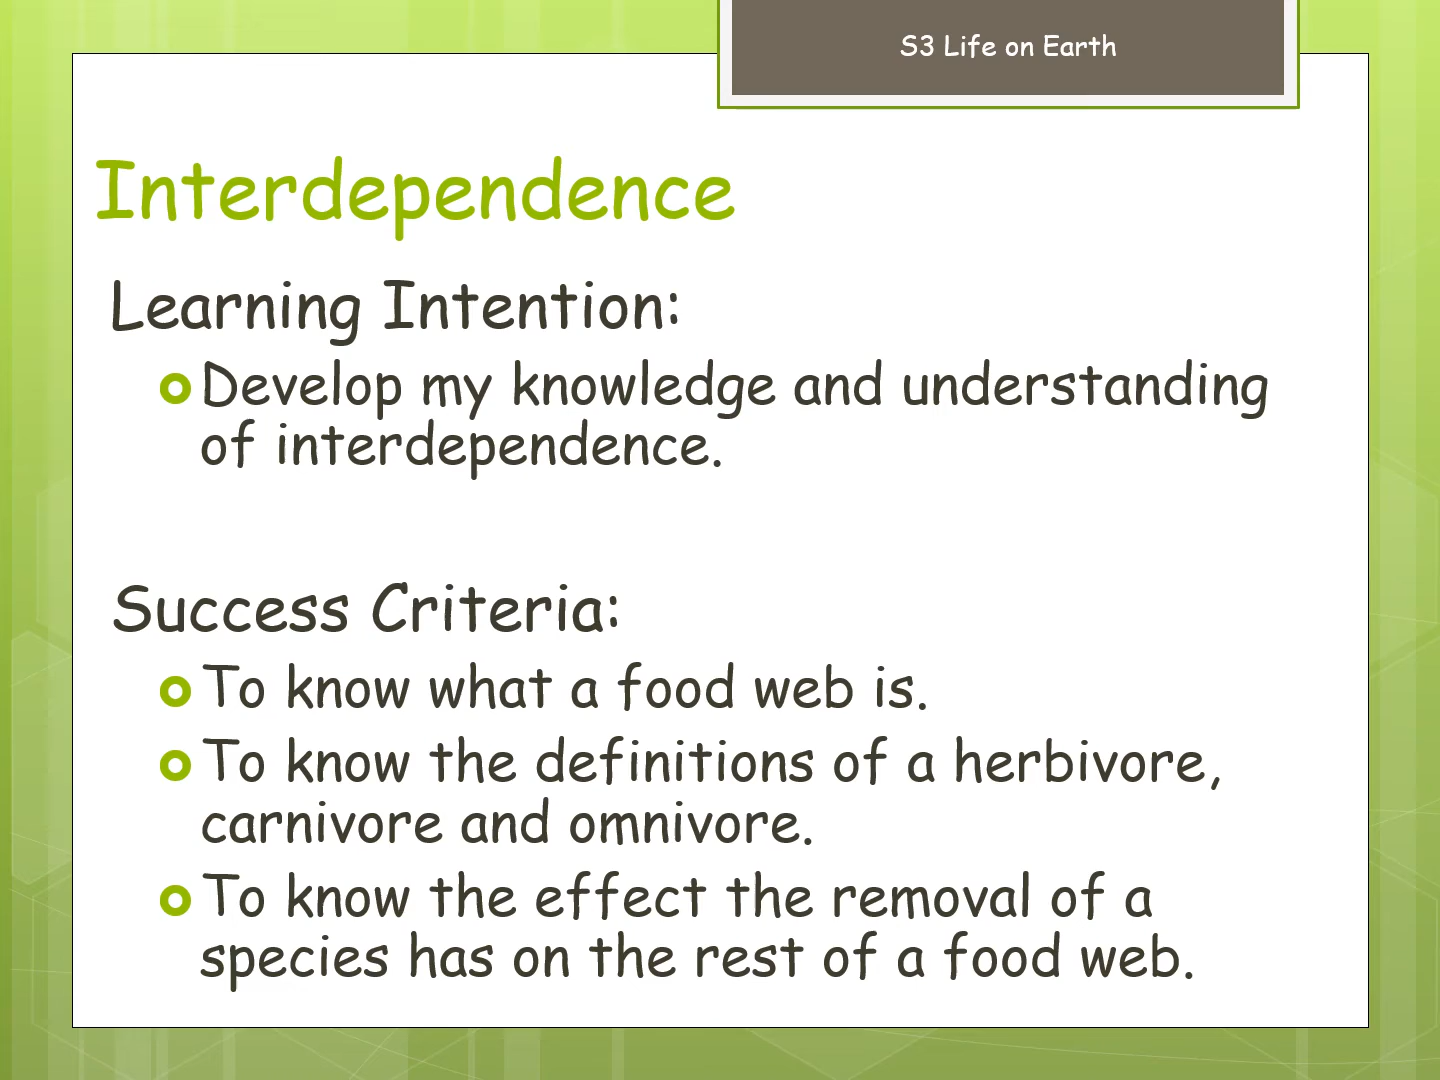 S3 Life on Earth
Interdependence
Learning Intention:
Develop my knowledge and understanding
of interdependence.
Success Criteria:
To know what a food web is.
To know the definitions of a herbivore,
carnivore and omnivore.
To know the effect the removal of a
species has on the rest of a food web.